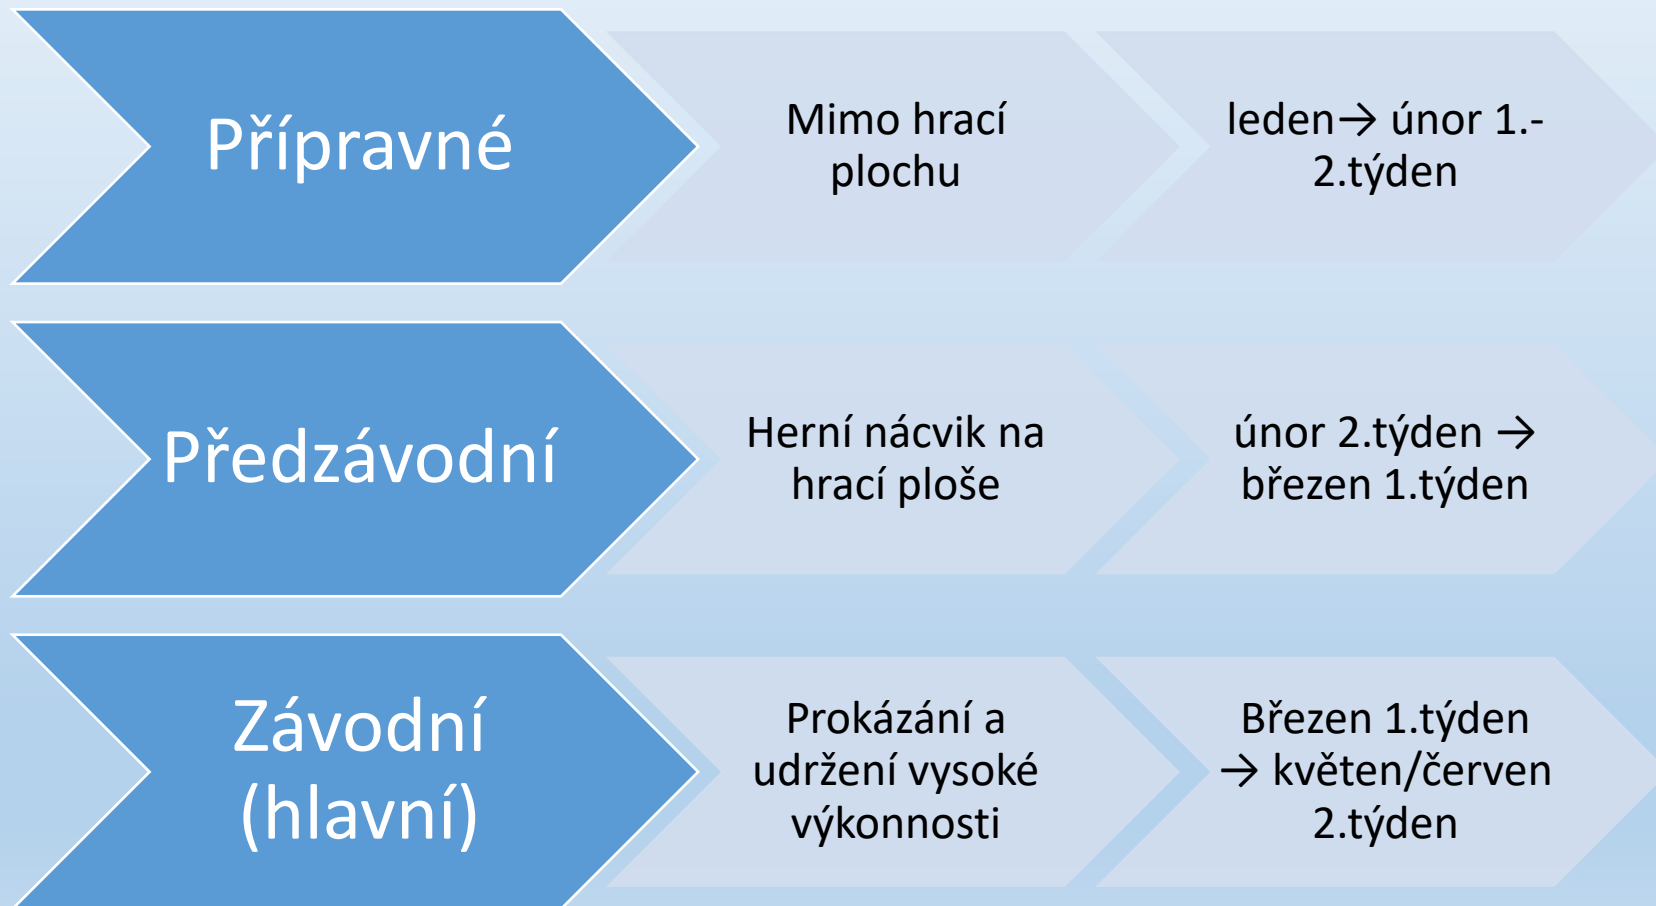 Přípravné
Mimo hrací
plochu
leden→ únor 1.-
2.týden
Předzávodní
Herní nácvik na
hrací ploše
únor 2.týden →
březen 1.týden
Závodní
(hlavní)
Prokázání a
udržení vysoké
výkonnosti
Březen 1.týden
→ květen/červen
2.týden